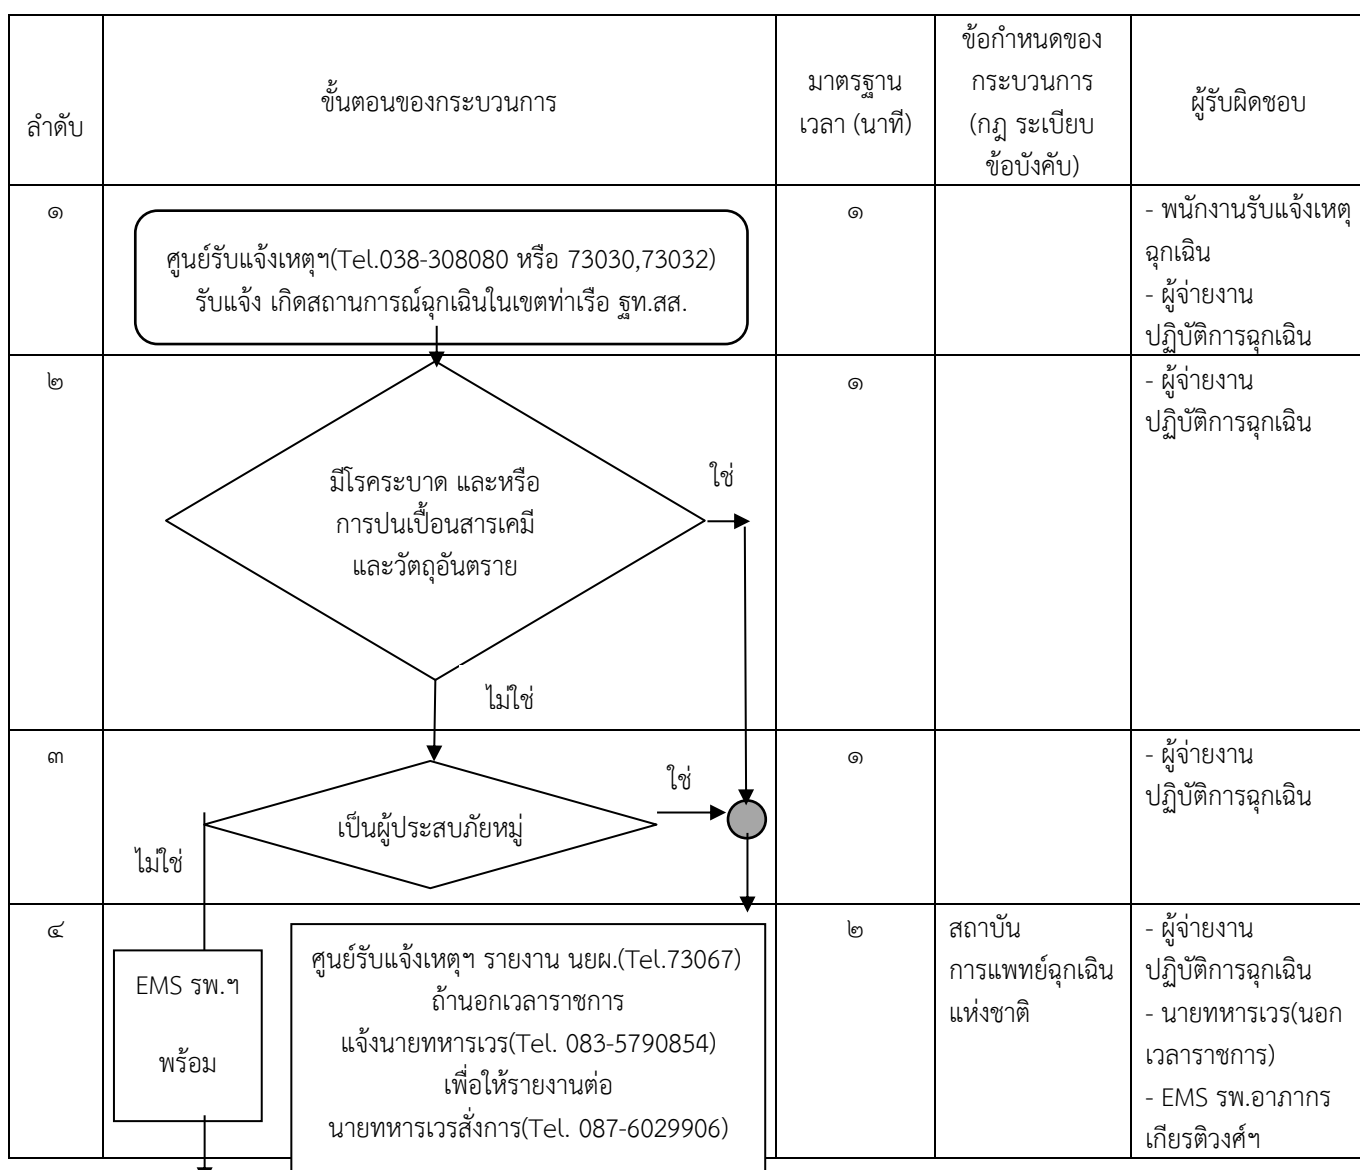 ลำดับ
ขั้นตอนของกระบวนการ
มาตรฐาน
เวลา (นาที)
ข้อกำหนดของ
กระบวนการ
(กฎ ระเบียบ
ข้อบังคับ)
ผู้รับผิดชอบ
๑
ศูนย์รับแจ้งเหตุฯ(Tel.038-308080 หรือ 73030,73032)
รับแจ้ง เกิดสถานการณ์ฉุกเฉินในเขตท่าเรือ ฐท.สส.
๑
- พนักงานรับแจ้งเหตุ
ฉุกเฉิน
- ผู้จ่ายงาน
ปฏิบัติการฉุกเฉิน
๒
มีโรคระบาด และหรือ
การปนเปื้อนสารเคมี
และวัตถุอันตราย
ใช่
ไม่ใช่
๑
- ผู้จ่ายงาน
ปฏิบัติการฉุกเฉิน
๓
เป็นผู้ประสบภัยหมู่
ใช่
ไม่ใช่
๑
- ผู้จ่ายงาน
ปฏิบัติการฉุกเฉิน
๔
EMS รพ.ฯ
พร้อม
ศูนย์รับแจ้งเหตุฯ รายงาน นยผ.(Tel.73067)
ถ้านอกเวลาราชการ
แจ้งนายทหารเวร(Tel. 083-5790854)
เพื่อให้รายงานต่อ
นายทหารเวรสั่งการ(Tel. 087-6029906)
๒
สถาบัน
การแพทย์ฉุกเฉิน
แห่งชาติ
- ผู้จ่ายงาน
ปฏิบัติการฉุกเฉิน
- นายทหารเวร(นอก
เวลาราชการ)
- EMS รพ.อาภากร
เกียรติวงศ์ฯ